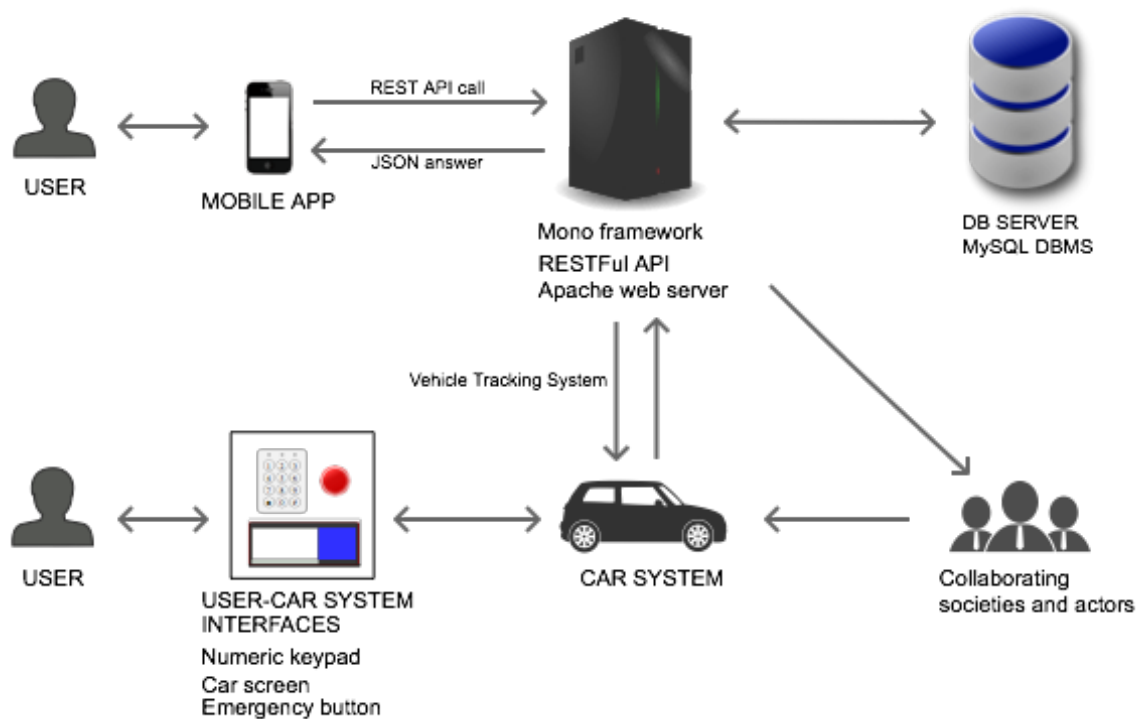 REST API call
JSON answer
USER
MOBILE APP
Mono framework
RESTFul API
Apache web server
DB SERVER
MySQL DBMS
Vehicle Tracking System
USER
USER-CAR SYSTEM
INTERFACES
Numeric keypad
Car screen
Emergency button
CAR SYSTEM
Collaborating
societies and actors